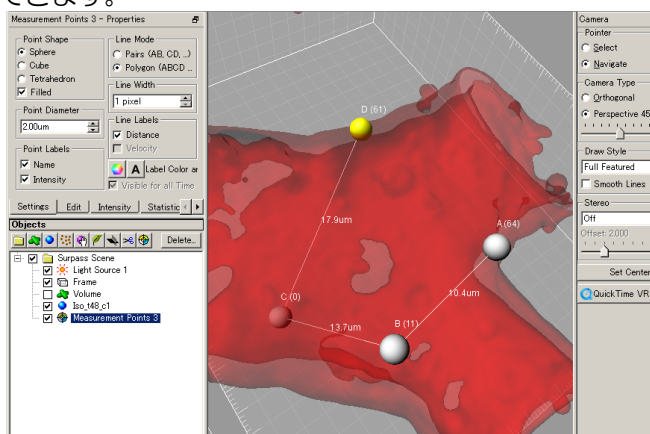 できます。
Measurement Points 3 - Properties
Point Shape
Sphere
Cube
Tetrahedron
Filled
Point Diameter
2.00um
Point Labels
Name
Intensity
Line Mode
Pairs (AB, CD, ...)
Polygon (ABCD ...
Line Width
1 pixel
Line Labels
Distance
Velocity
A Label Color ar
Visible for all Time
Settings Edit Intensity Statistic
Objects
Delete...
Surpass Scene
Light Source 1
Frame
Volume
Iso_t48_c1
Measurement Points 3
D (61)
17.9um
A (64)
10.4um
C (0)
13.7um
B (11)
Camera
Pointer
Select
Navigate
Camera Type
Orthogonal
Perspective 45
Draw Style
Full Featured
Smooth Lines
Stereo
Off
Offset: 2.000
Set Center
QuickTime VR